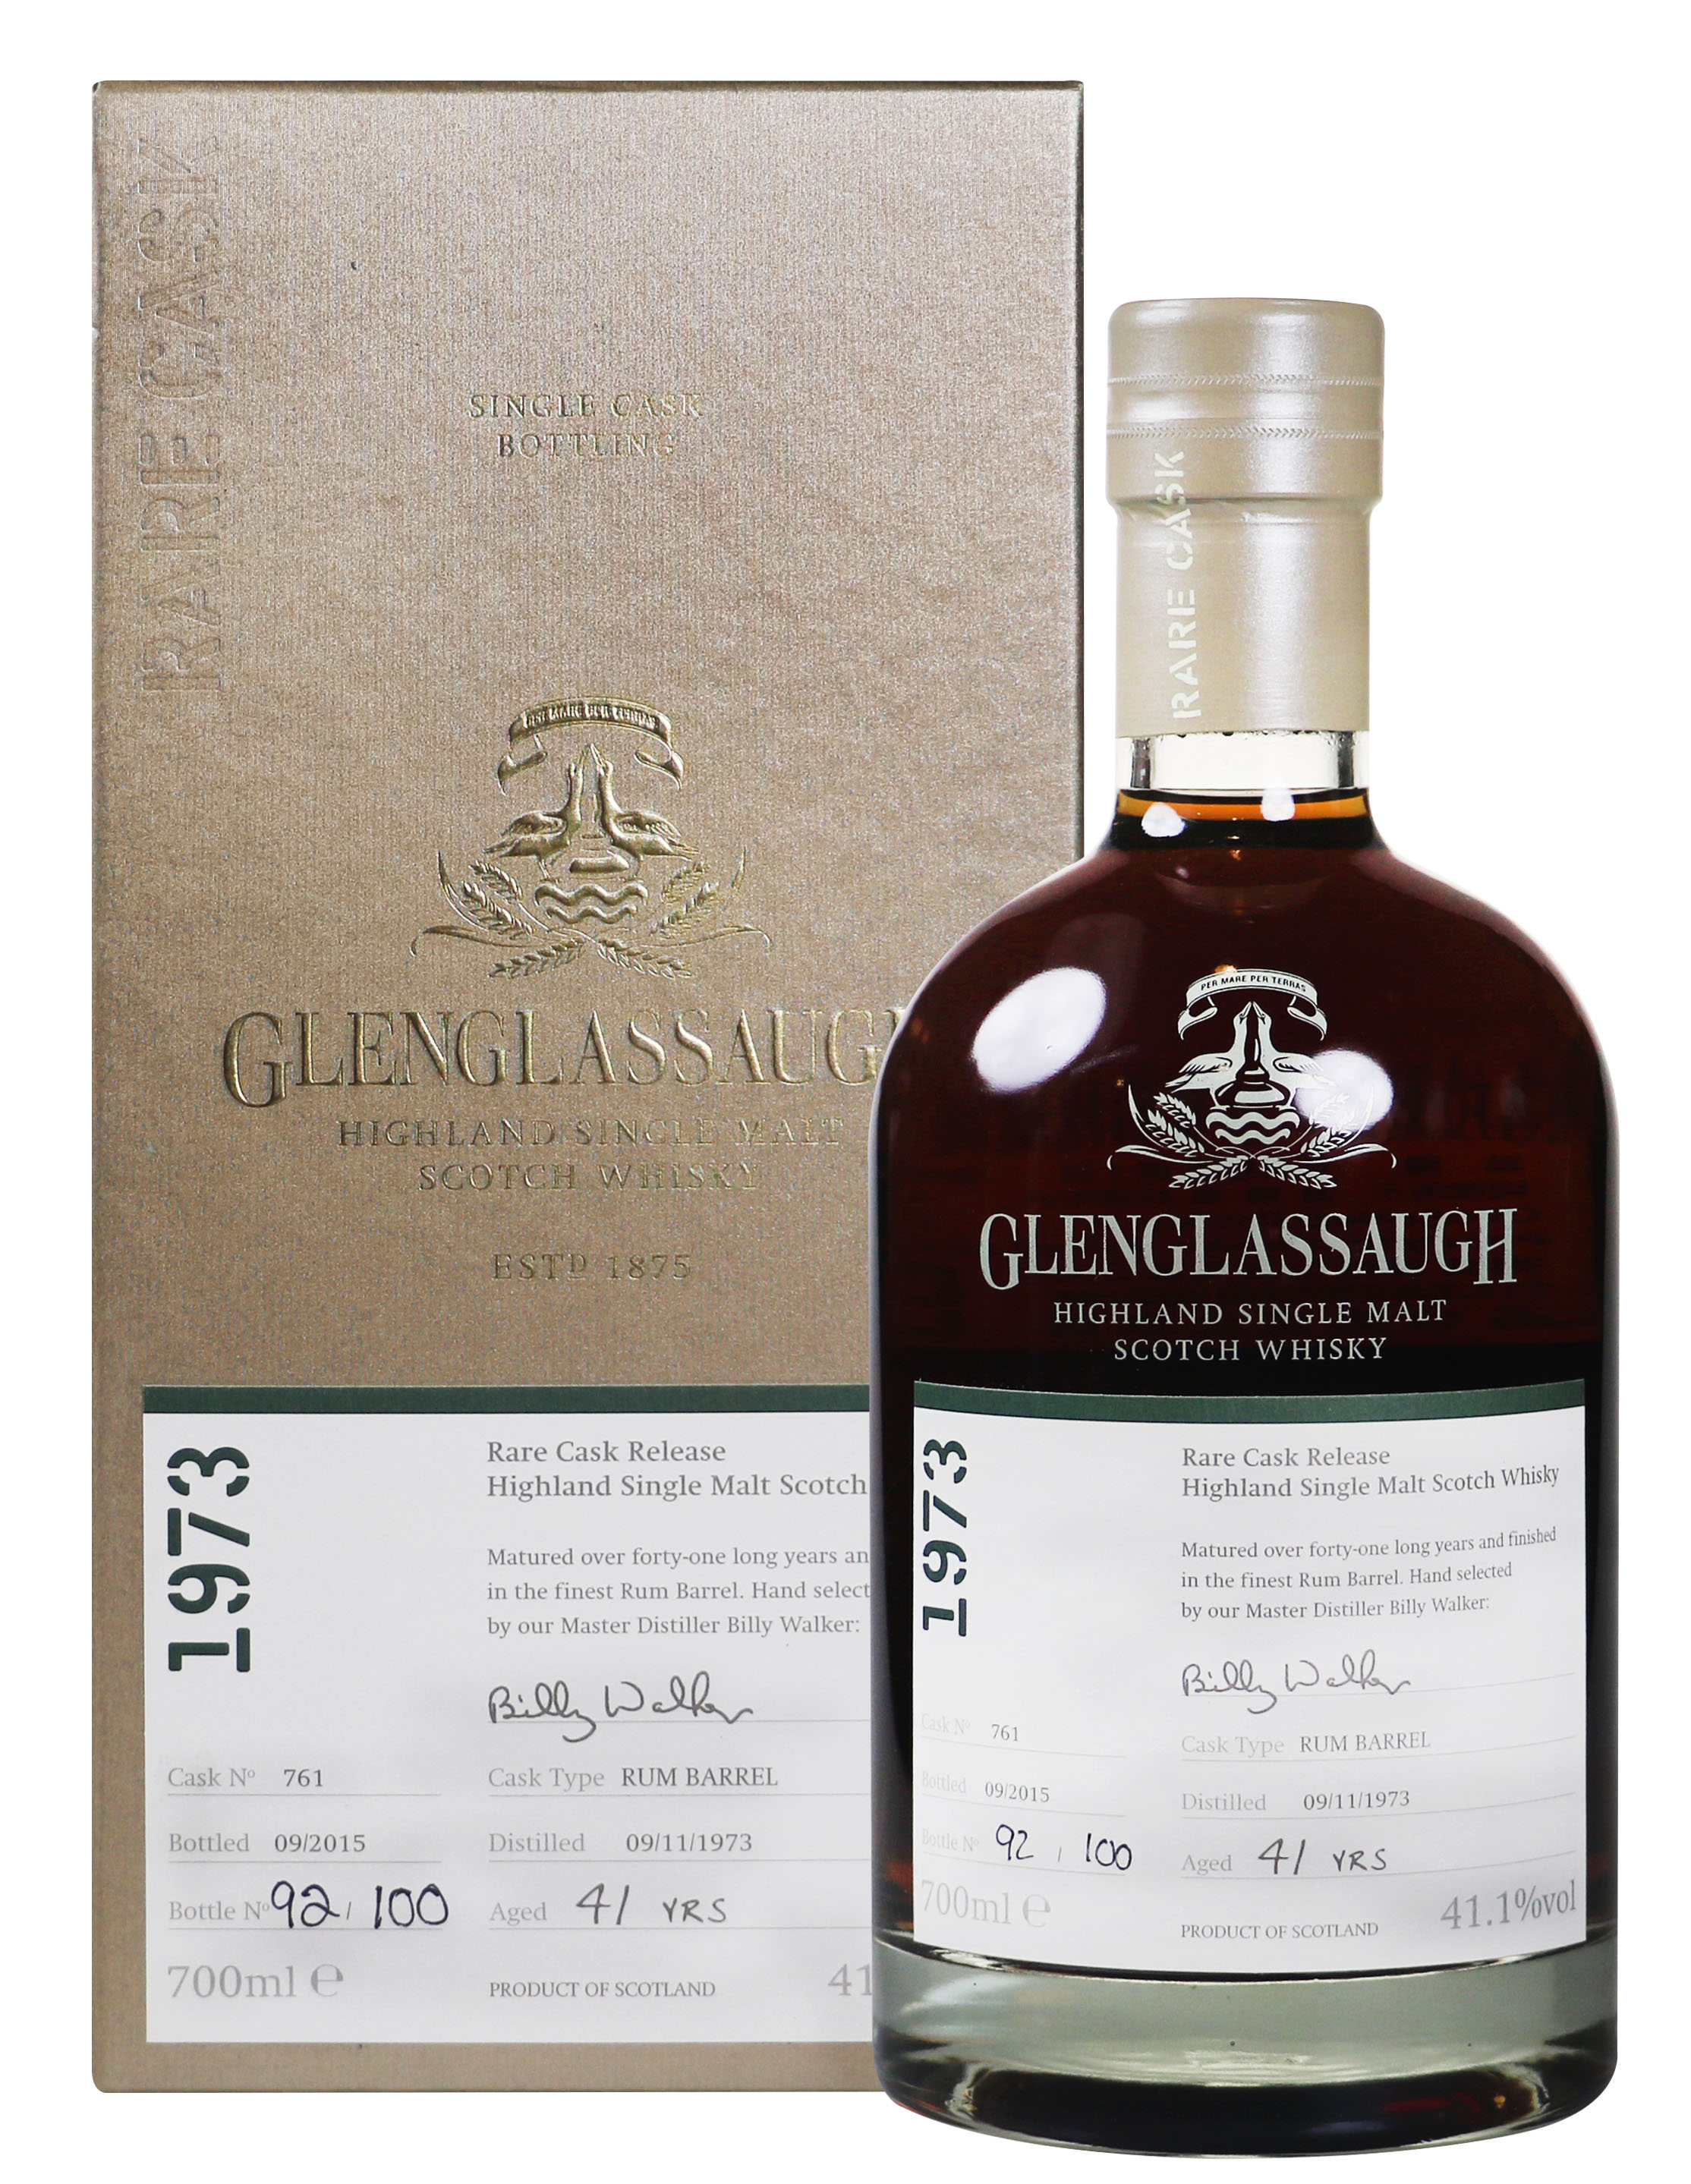 RARE CASK
SINGLE CASK
BOTTLING
PER MARE PER TERRAS
GLENGLASSAUG
HIGHLAND SINGLE MALT
SCOTCH WHISKY
ESTD 1875
1973
Rare Cask Release
Highland Single Malt Scotch
Matured over forty-one long years an
in the finest Rum Barrel. Hand select
by our Master Distiller Billy Walker:
Billy Walker
Cask Nº 761
Cask Type RUM BARREL
Bottled 09/2015
Distilled 09/11/1973
Bottle Nº 92 / 100
Aged 41 YRS
700ml e
PRODUCT OF SCOTLAND
41
RARE CASK
PER MARE PER TERRAS
GLENGLASSAUGH
HIGHLAND SINGLE MALT
SCOTCH WHISKY
1973
Rare Cask Release
Highland Single Malt Scotch Whisky
Matured over forty-one long years and finished
in the finest Rum Barrel. Hand selected
by our Master Distiller Billy Walker:
Billy Walker
Cask Nº 761
Cask Type RUM BARREL
Bottled 09/2015
Distilled 09/11/1973
Bottle Nº 92 / 100
Aged 41 YRS
700ml e
PRODUCT OF SCOTLAND
41.1%vol